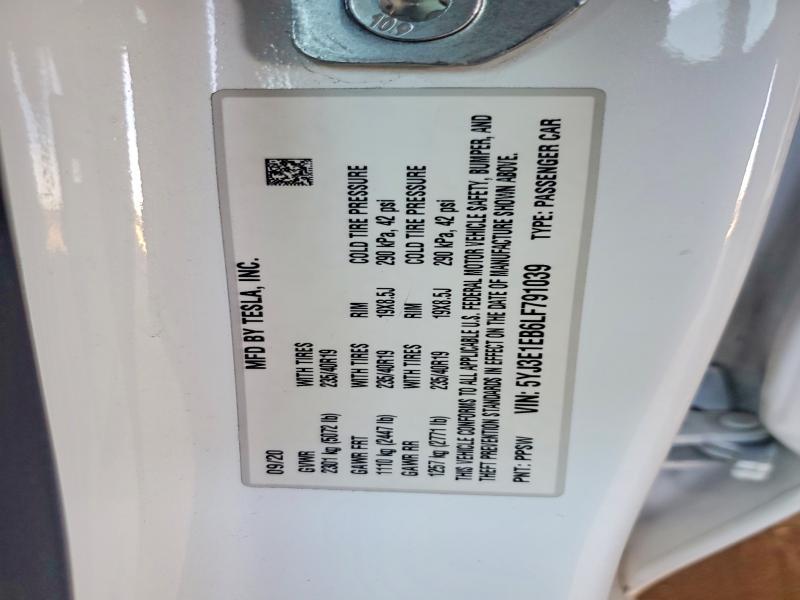 109
MFD BY TESLA, INC.
09/20
GVWR WITH TIRES
2301 kg (5072 lb) 235/40R19
GAWR FRT WITH TIRES RIM COLD TIRE PRESSURE
1110 kg (2447 lb) 235/40R19 19X8.5J 290 kPa, 42 psi
GAWR RR WITH TIRES RIM COLD TIRE PRESSURE
1257 kg (2771 lb) 235/40R19 19X8.5J 290 kPa, 42 psi
THIS VEHICLE CONFORMS TO ALL APPLICABLE U.S. FEDERAL MOTOR VEHICLE SAFETY, BUMPER, AND
THEFT PREVENTION STANDARDS IN EFFECT ON THE DATE OF MANUFACTURE SHOWN ABOVE.
PNT: PPSW VIN: 5YJ3E1EB6LF791039 TYPE: PASSENGER CAR